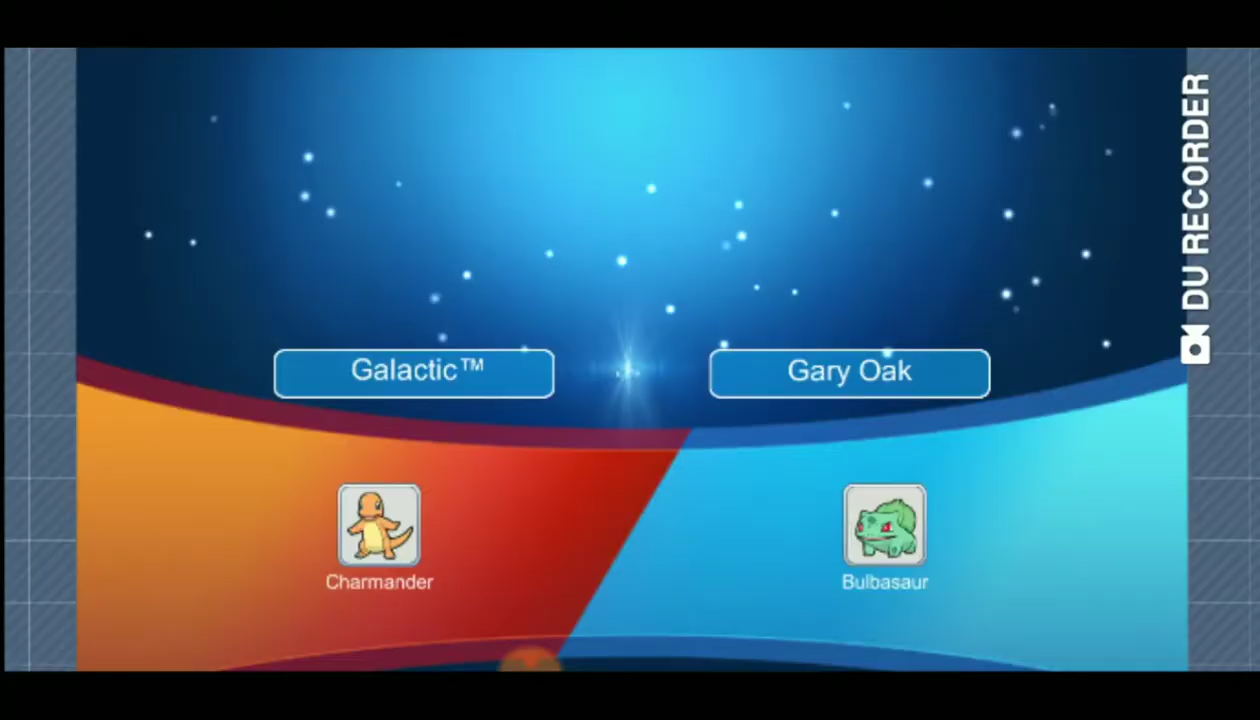 DU RECORDER
Galactic™
Gary Oak
Charmander
Bulbasaur